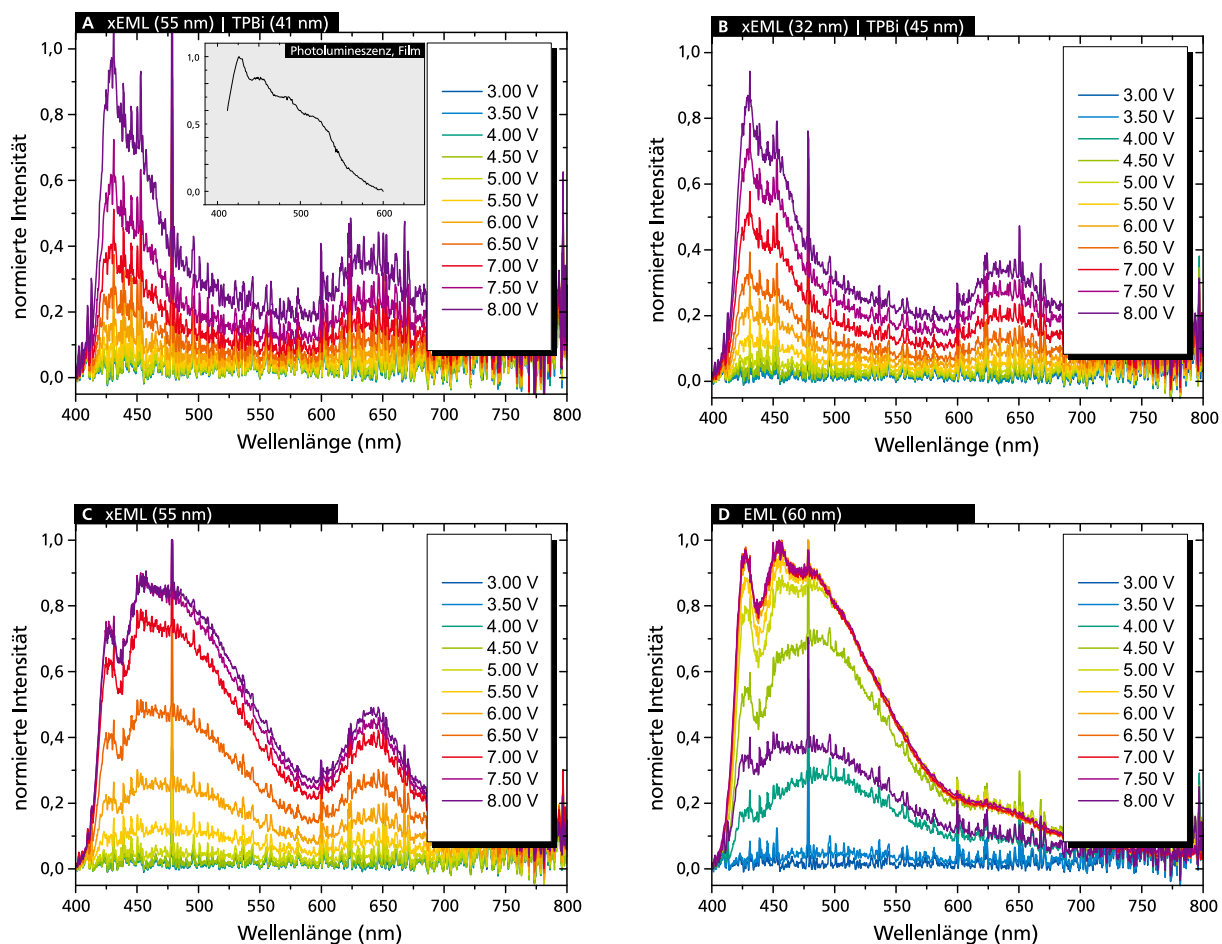 A xEML (55 nm) | TPBi (41 nm)
normierte Intensität
1,0
0,8
0,6
0,4
0,2
0,0
400 450 500 550 600 650 700 750 800
Wellenlänge (nm)
Photolumineszenz, Film
1,0
0,5
0,0
400 500 600
3.00 V
3.50 V
4.00 V
4.50 V
5.00 V
5.50 V
6.00 V
6.50 V
7.00 V
7.50 V
8.00 V
B xEML (32 nm) | TPBi (45 nm)
normierte Intensität
1,0
0,8
0,6
0,4
0,2
0,0
400 450 500 550 600 650 700 750 800
Wellenlänge (nm)
3.00 V
3.50 V
4.00 V
4.50 V
5.00 V
5.50 V
6.00 V
6.50 V
7.00 V
7.50 V
8.00 V
C xEML (55 nm)
normierte Intensität
1,0
0,8
0,6
0,4
0,2
0,0
400 450 500 550 600 650 700 750 800
Wellenlänge (nm)
3.00 V
3.50 V
4.00 V
4.50 V
5.00 V
5.50 V
6.00 V
6.50 V
7.00 V
7.50 V
8.00 V
D EML (60 nm)
normierte Intensität
1,0
0,8
0,6
0,4
0,2
0,0
400 450 500 550 600 650 700 750 800
Wellenlänge (nm)
3.00 V
3.50 V
4.00 V
4.50 V
5.00 V
5.50 V
6.00 V
6.50 V
7.00 V
7.50 V
8.00 V